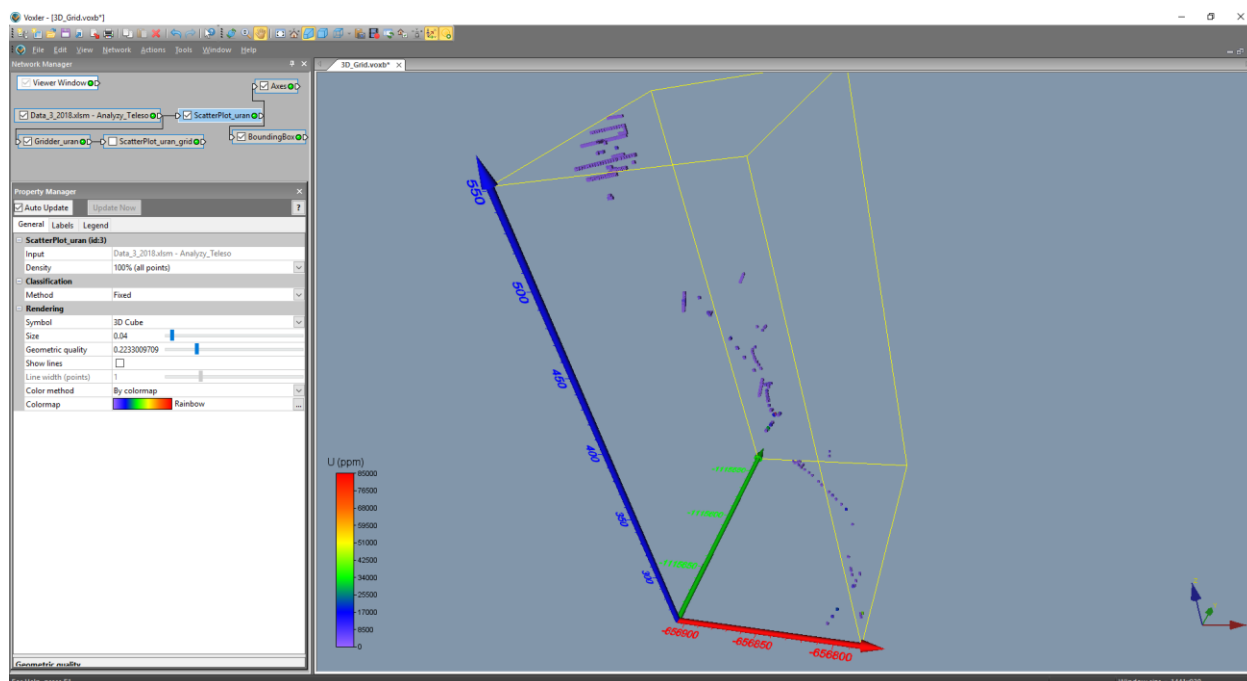 Voxler - [3D_Grid.voxb*]
File Edit View Network Actions Tools Window Help
Network Manager
3D_Grid.voxb*
Viewer Window
Axes
Data_3_2018.xlsm - Analyzy_Teleso
ScatterPlot_uran
Gridder_uran
ScatterPlot_uran_grid
BoundingBox
Property Manager
Auto Update
Update Now
?
General Labels Legend
ScatterPlot_uran (id:3)
Input Data_3_2018.xlsm - Analyzy_Teleso
Density 100% (all points)
Classification
Method Fixed
Rendering
Symbol 3D Cube
Size 0.04
Geometric quality 0.2233009709
Show lines
Line width (points) 1
Color method By colormap
Colormap Rainbow
...
Geometric quality
550
500
450
400
350
300
-656900
-656850
-656800
U (ppm)
85000
76500
68000
59500
51000
42500
34000
25500
17000
8500
0